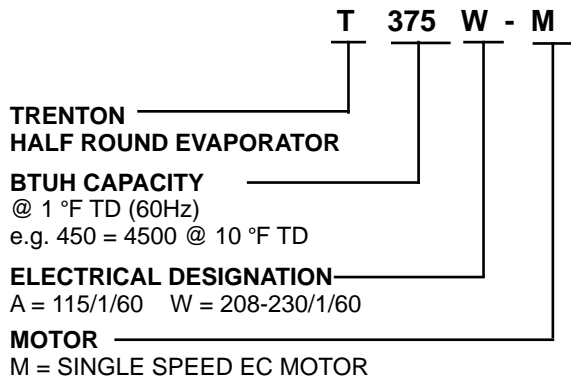 T 375 W - M
TRENTON
HALF ROUND EVAPORATOR
BTUH CAPACITY
@ 1 °F TD (60Hz)
e.g. 450 = 4500 @ 10 °F TD
ELECTRICAL DESIGNATION
A = 115/1/60 W = 208-230/1/60
MOTOR
M = SINGLE SPEED EC MOTOR